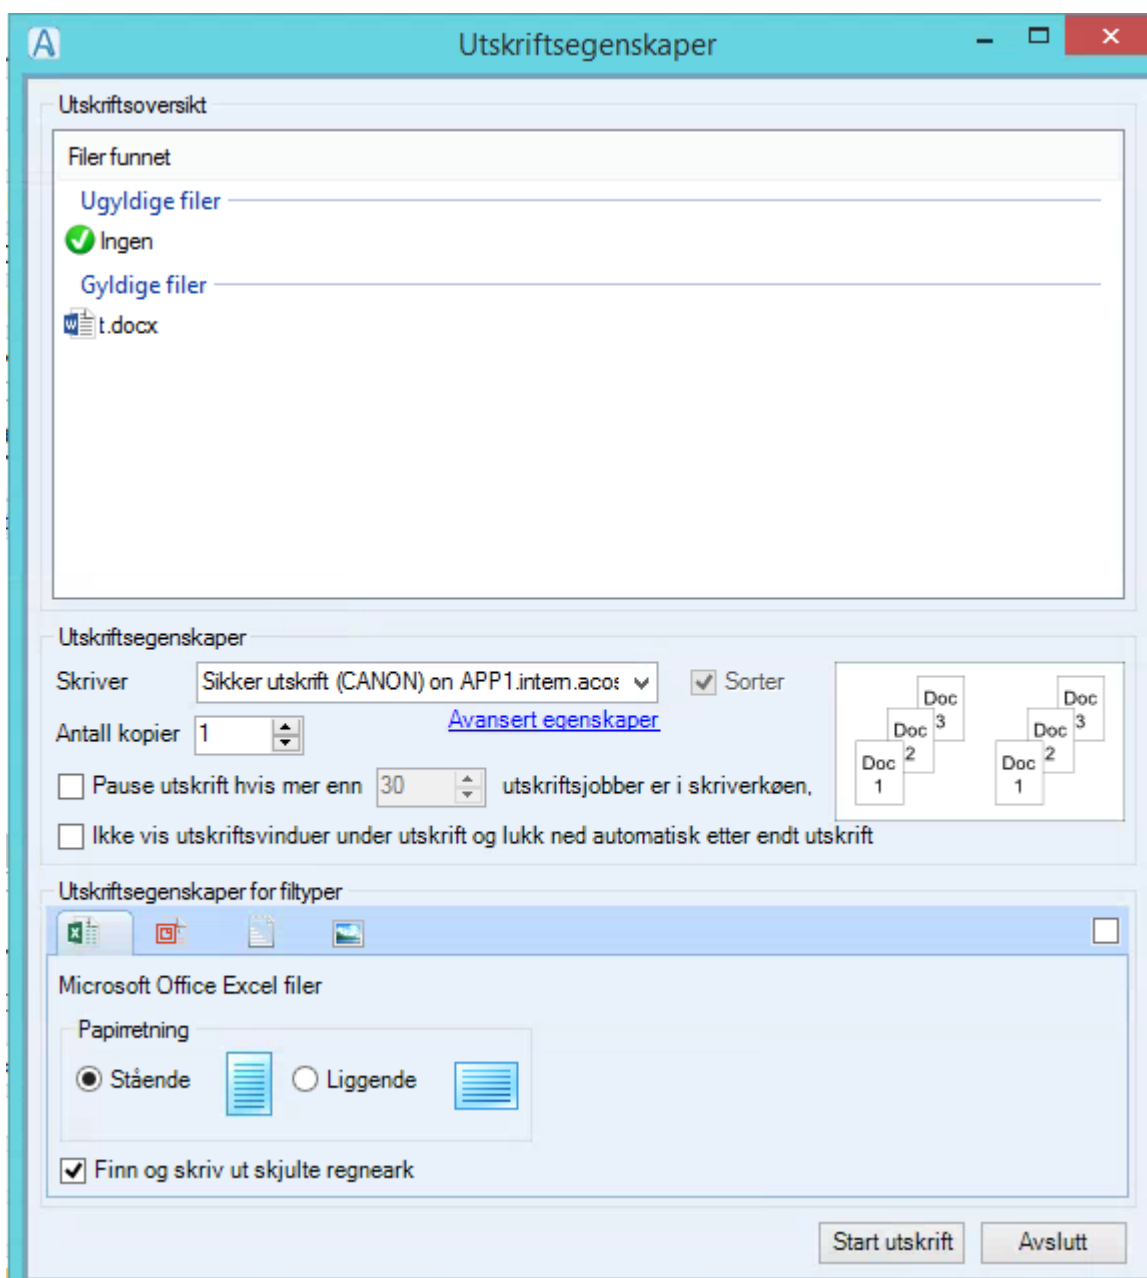 Utskriftsegenskaper
Utskriftsoversikt
Filer funnet
Ugyldige filer
Ingen
Gyldige filer
t.docx
Utskriftsegenskaper
Skriver Sikker utskrift (CANON) on APP1.intern.acos Sorter
Antall kopier 1 Avansert egenskaper
Pause utskrift hvis mer enn 30 utskriftsjobber er i skriverkøen,
Ikke vis utskriftsvinduer under utskrift og lukk ned automatisk etter endt utskrift
Doc 1 Doc 2 Doc 3 Doc 1 Doc 2 Doc 3
Utskriftsegenskaper for filtyper
Microsoft Office Excel filer
Papirretning
Stående Liggende
Finn og skriv ut skjulte regneark
Start utskrift Avslutt